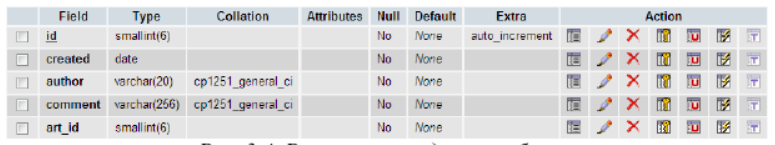 Field Type Collation Attributes Null Default Extra Action
id smallint(6) No None auto_increment
created date No None
author varchar(20) cp1251_general_ci No None
comment varchar(256) cp1251_general_ci No None
art_id smallint(6) No None